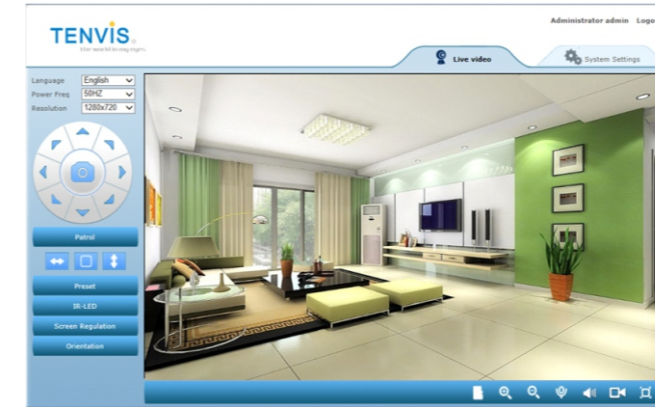 Administrator admin Logo
TENVIS
Live video
System Settings
Language English
Power Freq 50HZ
Resolution 1280x720
Patrol
Preset
IR-LED
Screen Regulation
Orientation